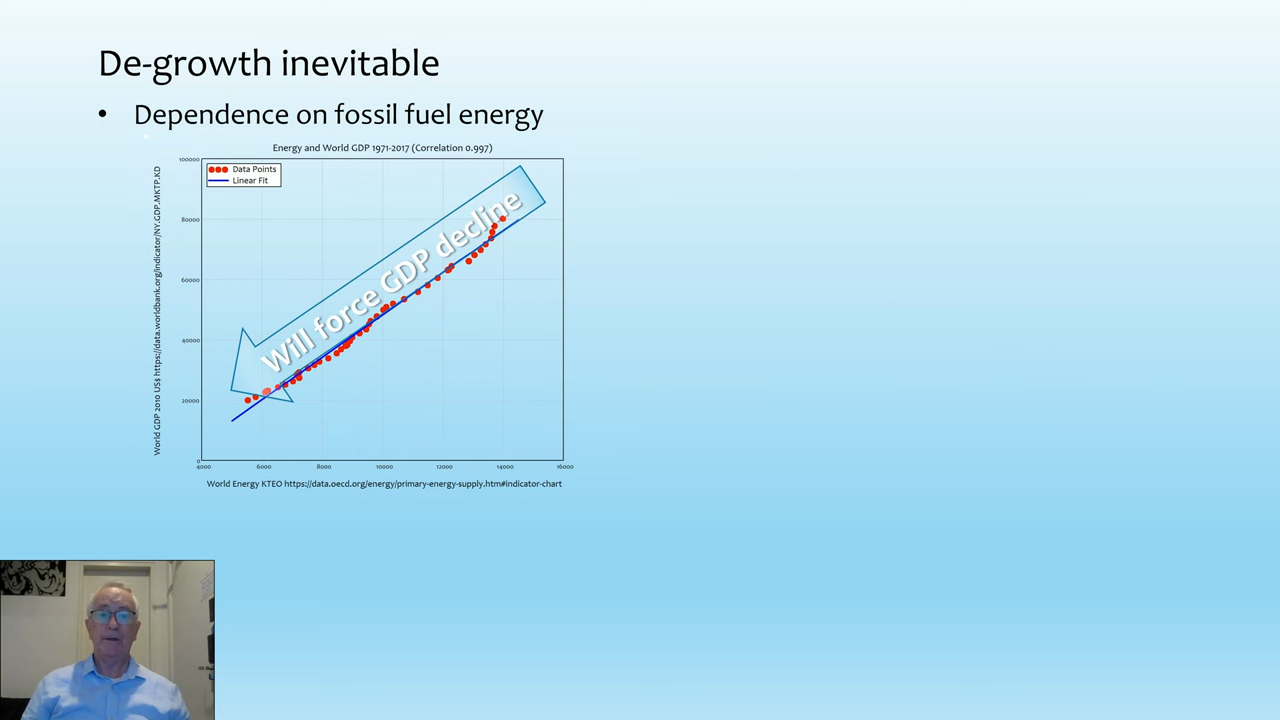 De-growth inevitable
• Dependence on fossil fuel energy
Energy and World GDP 1971-2017 (Correlation 0.997)
100000
Data Points
Linear Fit
80000
60000
40000
20000
0
Will force GDP decline
World GDP 2010 US$ https://data.worldbank.org/indicator/NY.GDP.MKTP.KD
4000 6000 8000 10000 12000 14000 16000
World Energy KTEO https://data.oecd.org/energy/primary-energy-supply.htm#indicator-chart